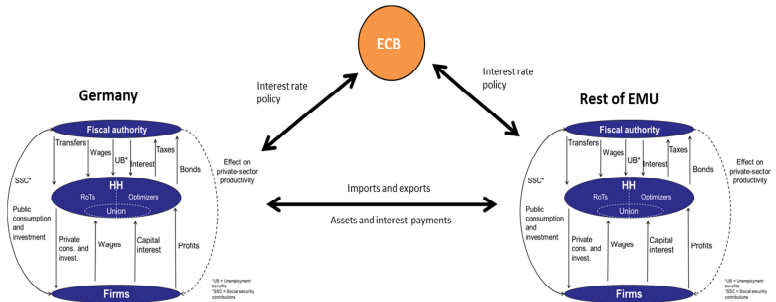 ECB
Interest rate
policy
Interest rate
policy
Germany
Fiscal authority
Transfers
Wages
UB*
Interest
Taxes
Bonds
Effect on
private-sector
productivity
SSC*
HH
RoTs
Optimizers
Union
Public
consumption
and
investment
Private
cons. and
invest.
Wages
Capital
interest
Profits
Firms
*UB = Unemployment
benefits
*SSC = Social security
contributions
Imports and exports
Assets and interest payments
Rest of EMU
Fiscal authority
Transfers
Wages
UB*
Interest
Taxes
Bonds
Effect on
private-sector
productivity
SSC*
HH
RoTs
Optimizers
Union
Public
consumption
and
investment
Private
cons. and
invest.
Wages
Capital
interest
Profits
Firms
*UB = Unemployment
benefits
*SSC = Social security
contributions